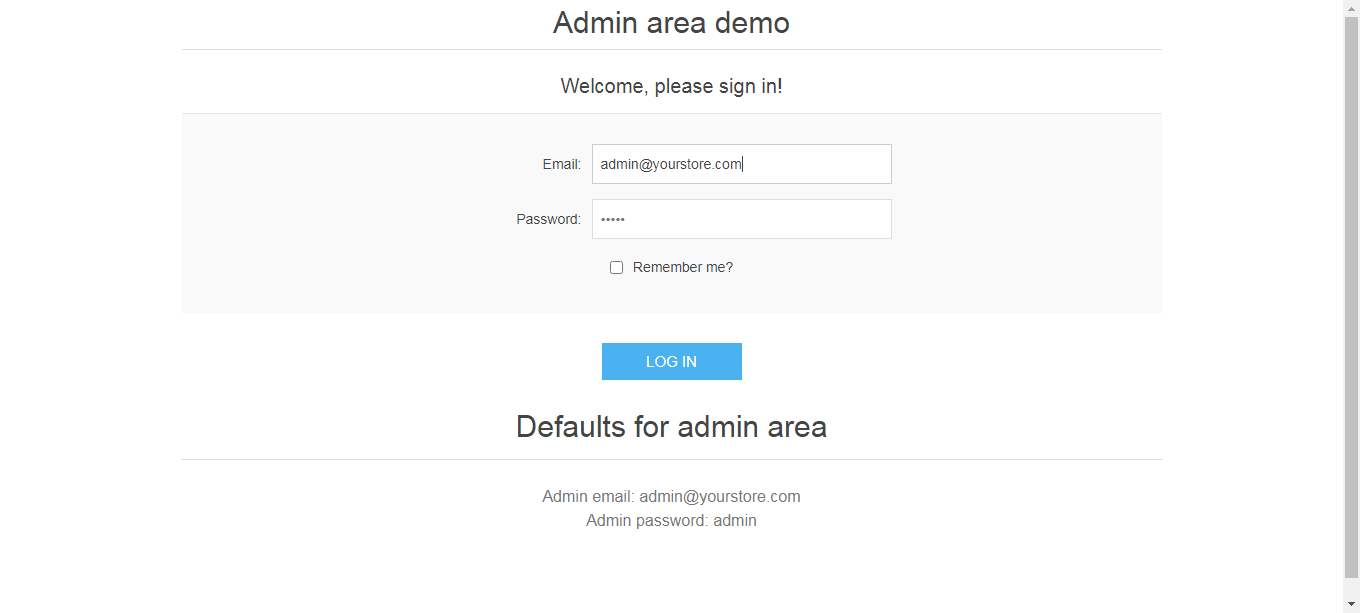 Admin area demo
Welcome, please sign in!
Email: admin@yourstore.com
Password: •••••
Remember me?
LOG IN
Defaults for admin area
Admin email: admin@yourstore.com
Admin password: admin